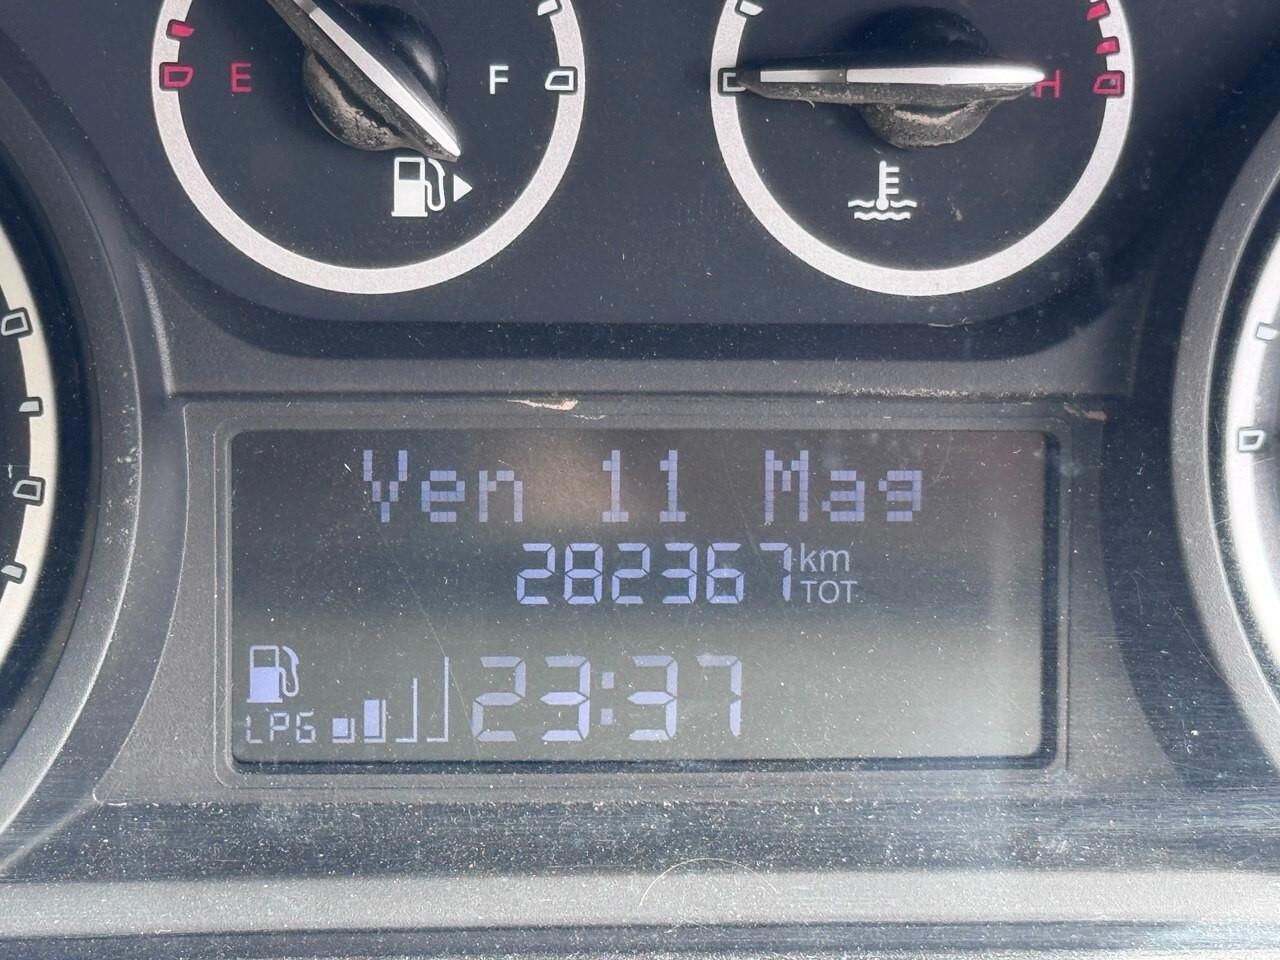 E F
H
Ven 11 Mag
282367 km
TOT
LPG 23:37